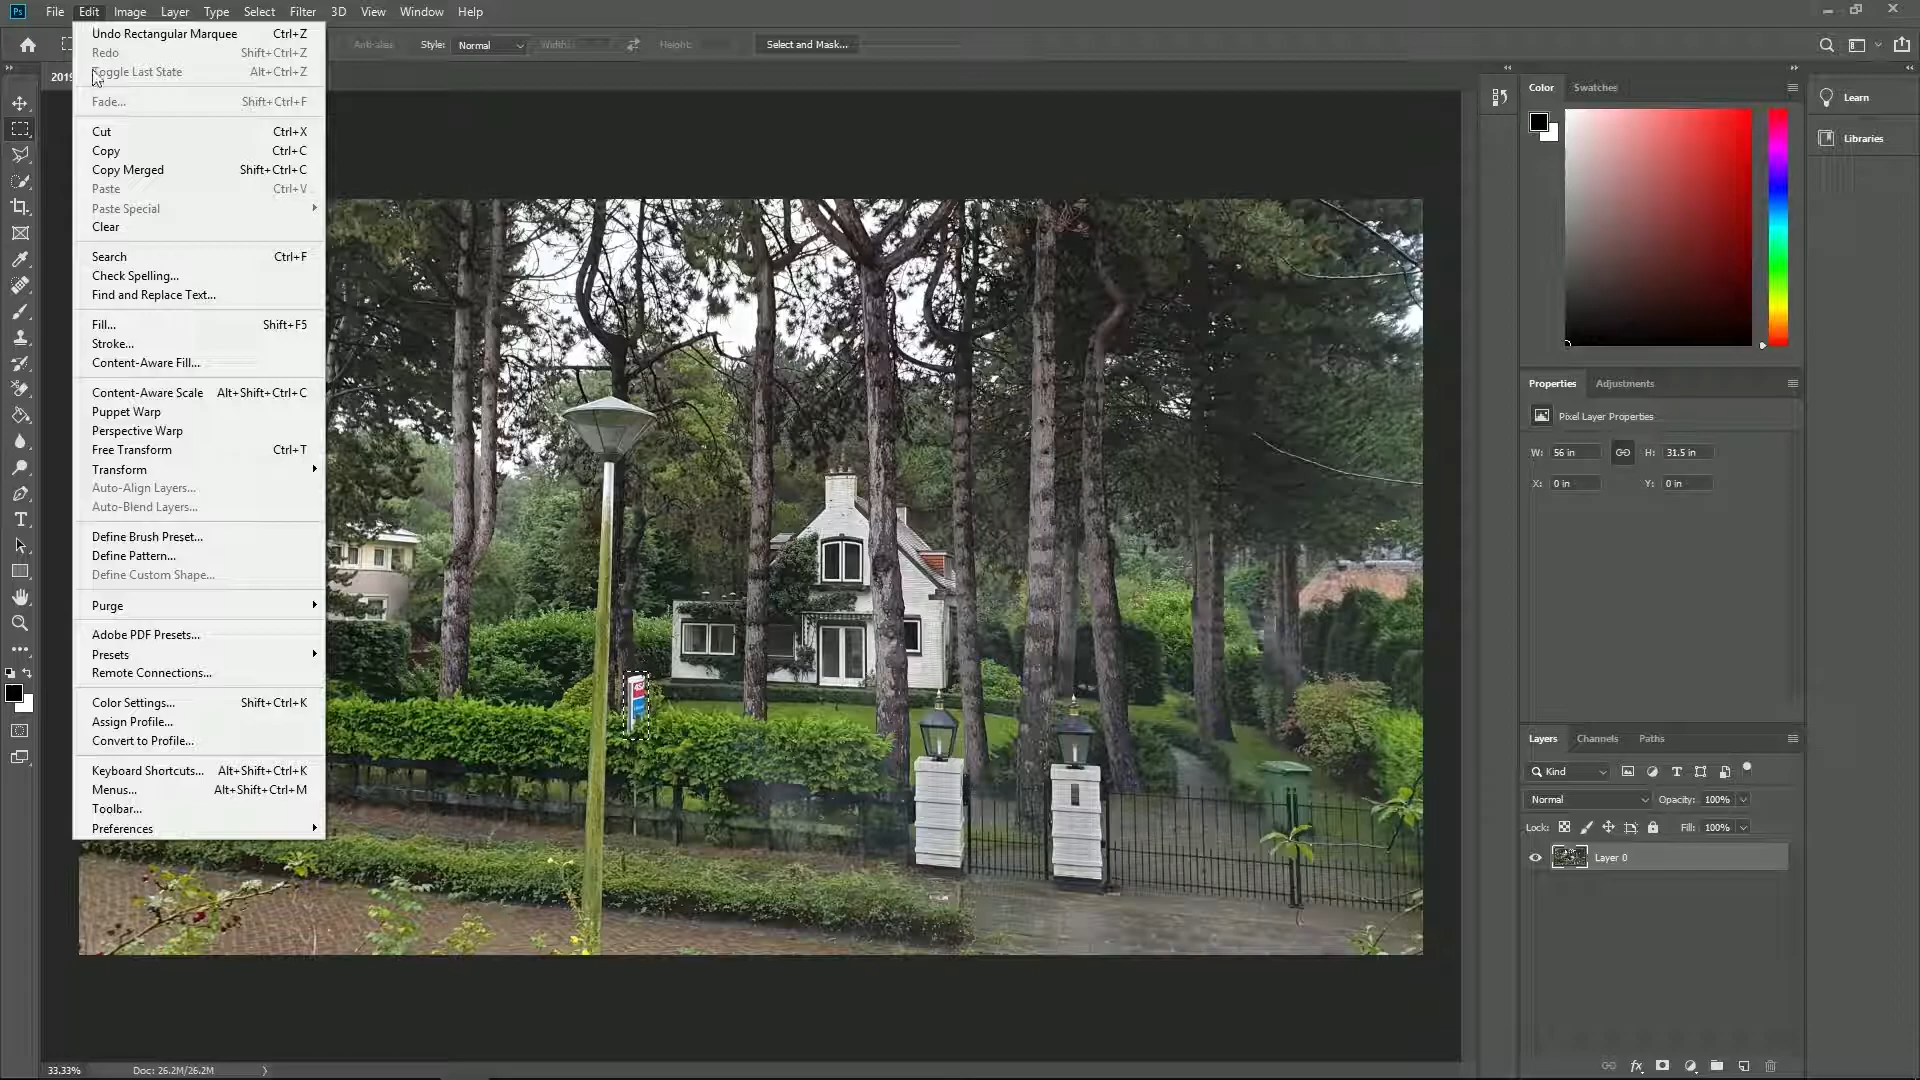 Ps File Edit Image Layer Type Select Filter 3D View Window Help
Anti-alias Style: Normal Width: Height: Select and Mask...
2019
Undo Rectangular Marquee Ctrl+Z
Redo Shift+Ctrl+Z
Toggle Last State Alt+Ctrl+Z
Fade... Shift+Ctrl+F
Cut Ctrl+X
Copy Ctrl+C
Copy Merged Shift+Ctrl+C
Paste Ctrl+V
Paste Special
Clear
Search Ctrl+F
Check Spelling...
Find and Replace Text...
Fill... Shift+F5
Stroke...
Content-Aware Fill...
Content-Aware Scale Alt+Shift+Ctrl+C
Puppet Warp
Perspective Warp
Free Transform Ctrl+T
Transform
Auto-Align Layers...
Auto-Blend Layers...
Define Brush Preset...
Define Pattern...
Define Custom Shape...
Purge
Adobe PDF Presets...
Presets
Remote Connections...
Color Settings... Shift+Ctrl+K
Assign Profile...
Convert to Profile...
Keyboard Shortcuts... Alt+Shift+Ctrl+K
Menus... Alt+Shift+Ctrl+M
Toolbar...
Preferences
33.33% Doc: 26.2M/26.2M
Color Swatches
Properties Adjustments
Pixel Layer Properties
W: 56 in H: 31.5 in
X: 0 in Y: 0 in
Layers Channels Paths
Kind
Normal Opacity: 100%
Lock: Fill: 100%
Layer 0
fx
Learn
Libraries